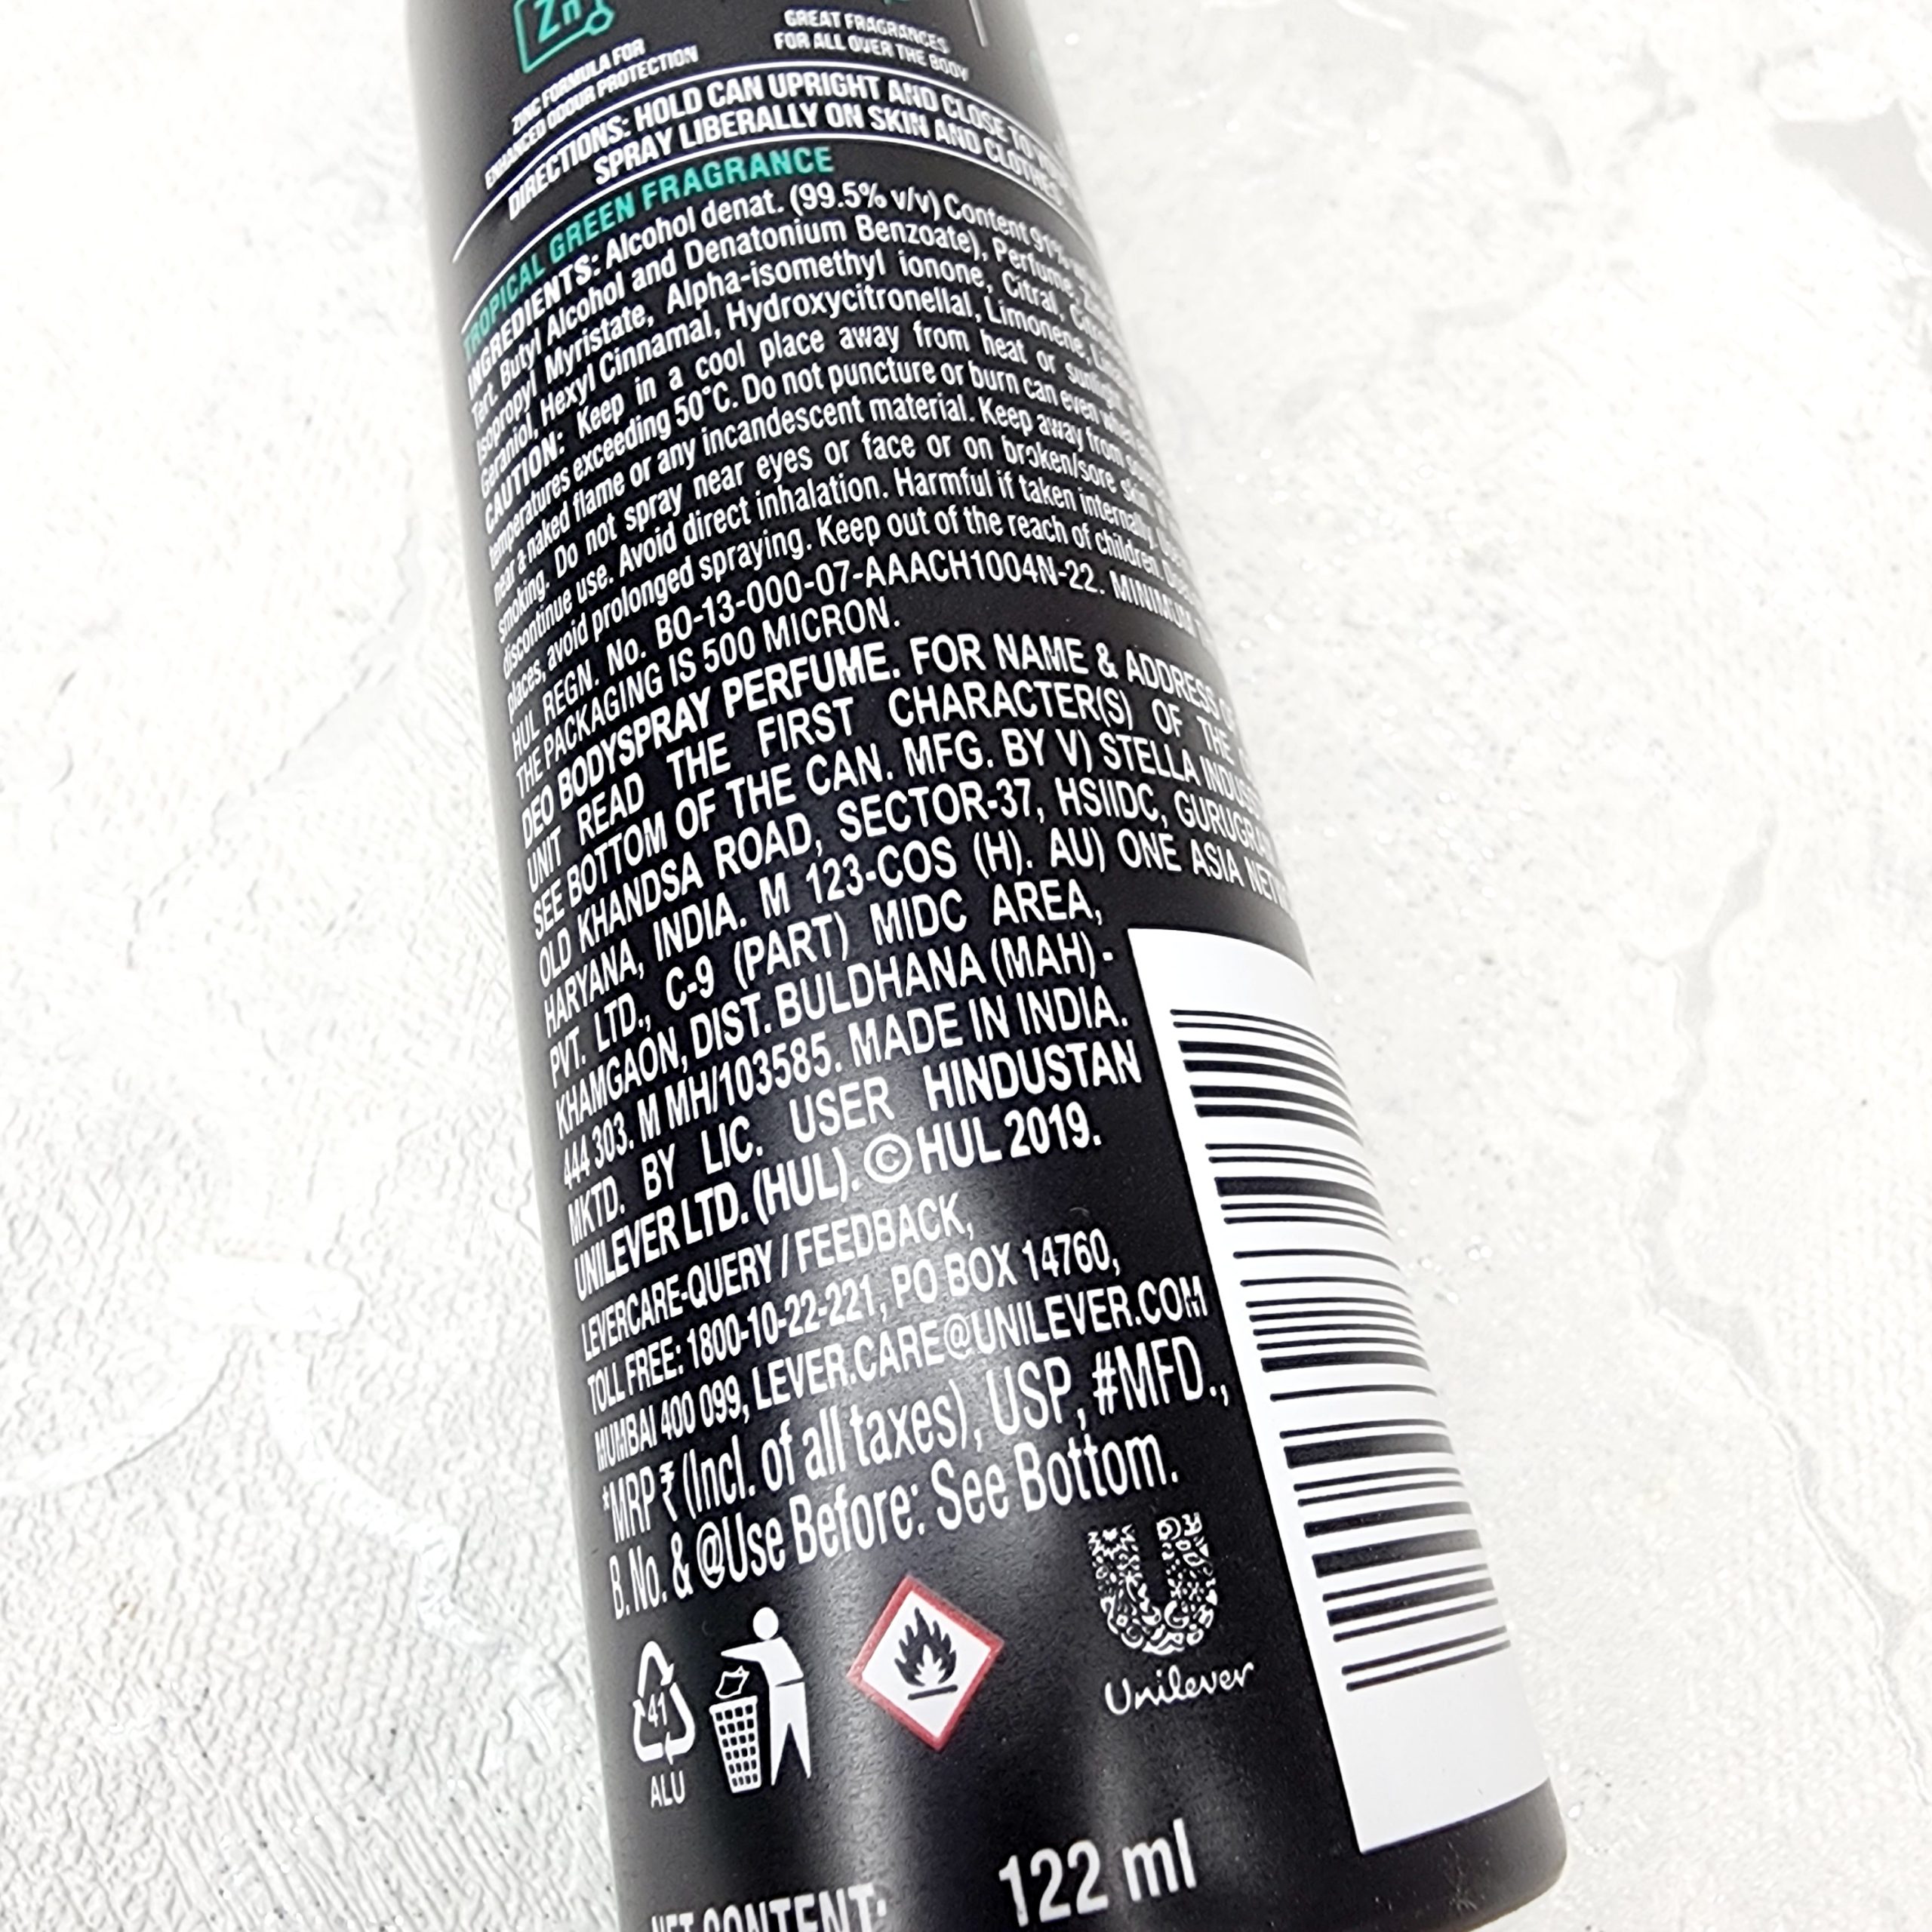 Zn
ZINC FORMULA FOR
ENHANCED ODOUR PROTECTION
GREAT FRAGRANCES
FOR ALL OVER THE BODY
DIRECTIONS: HOLD CAN UPRIGHT AND CLOSE TO
SPRAY LIBERALLY ON SKIN AND CLOTHES
TROPICAL GREEN FRAGRANCE
INGREDIENTS: Alcohol denat. (99.5% v/v) Content 91%
Tert. Butyl Alcohol and Denatonium Benzoate), Perfume,
Isopropyl Myristate, Alpha-isomethyl ionone, Citral,
Geraniol, Hexyl Cinnamal, Hydroxycitronellal, Limonene,
CAUTION: Keep in a cool place away from heat or
temperatures exceeding 50°C. Do not puncture or burn can even when
near a naked flame or any incandescent material. Keep away from
smoking. Do not spray near eyes or face or on broken/sore
discontinue use. Avoid direct inhalation. Harmful if taken internally.
places, avoid prolonged spraying. Keep out of the reach of children.
HUL REGN. No. BO-13-000-07-AAACH1004N-22. MINIMUM
THE PACKAGING IS 500 MICRON.
DEO BODYSPRAY PERFUME. FOR NAME & ADDRESS
UNIT READ THE FIRST CHARACTER(S) OF THE
SEE BOTTOM OF THE CAN. MFG. BY V) STELLA
OLD KHANDSA ROAD, SECTOR-37, HSIIDC,
HARYANA, INDIA. M 123-COS (H). AU) ONE ASIA
PVT. LTD., C-9 (PART) MIDC AREA,
KHAMGAON, DIST. BULDHANA (MAH) -
444 303. M MH/103585. MADE IN INDIA.
MKTD. BY LIC. USER HINDUSTAN
UNILEVER LTD. (HUL). © HUL 2019.
LEVERCARE-QUERY / FEEDBACK,
TOLL FREE: 1800-10-22-221, PO BOX 14760,
MUMBAI 400 099, LEVER.CARE@UNILEVER.COM
*MRP ₹ (Incl. of all taxes), USP, #MFD.,
B. No. & @Use Before: See Bottom.
41
ALU
Unilever
NET CONTENT: 122 ml